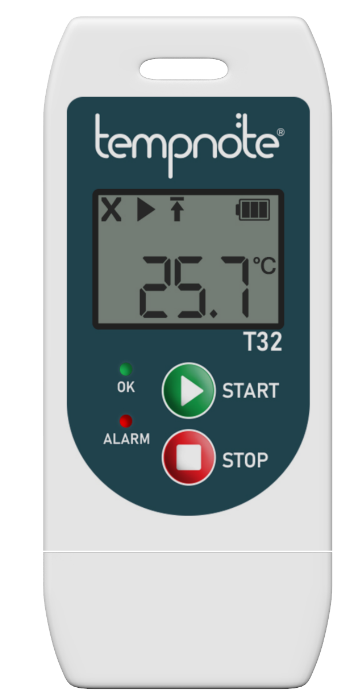 tempnote®
X
25.7 °C
T32
OK
START
ALARM
STOP